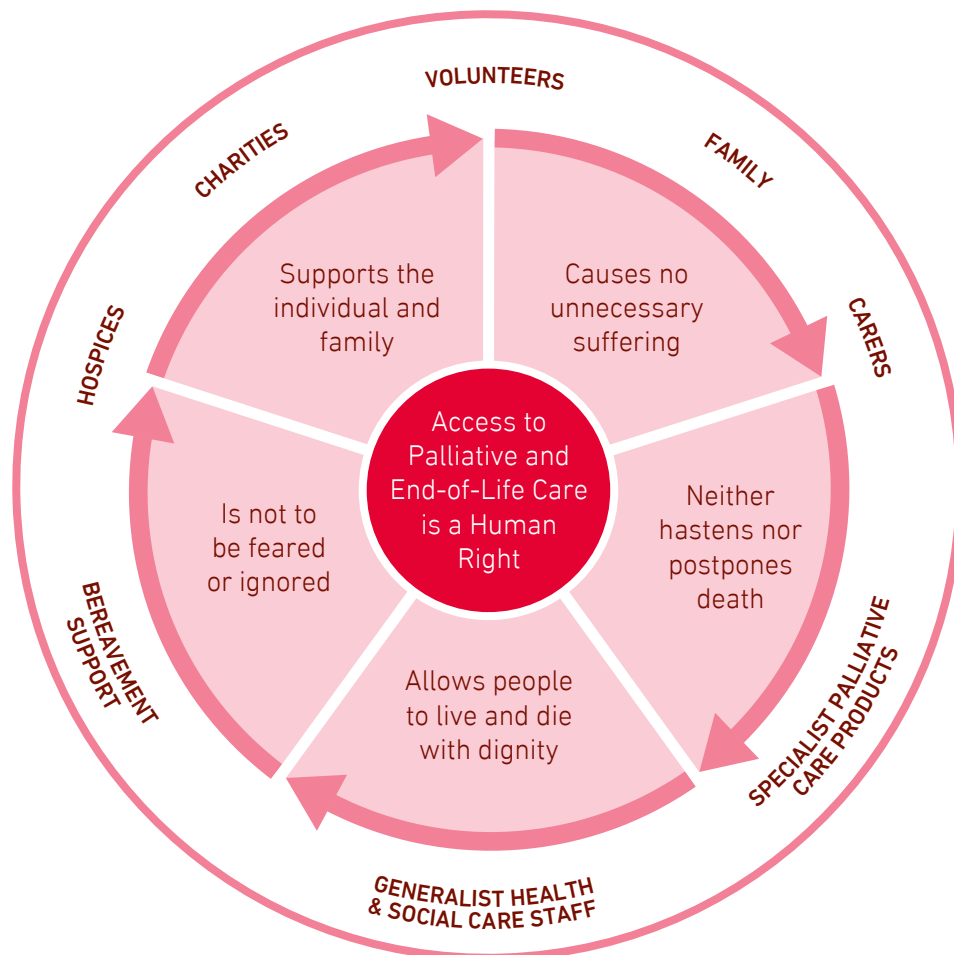 VOLUNTEERS
FAMILY
CARERS
SPECIALIST PALLIATIVE
CARE PRODUCTS
GENERALIST HEALTH
& SOCIAL CARE STAFF
BEREAVEMENT
SUPPORT
HOSPICES
CHARITIES
Supports the
individual and
family
Causes no
unnecessary
suffering
Neither
hastens nor
postpones
death
Allows people
to live and die
with dignity
Is not to
be feared
or ignored
Access to
Palliative and
End-of-Life Care
is a Human
Right